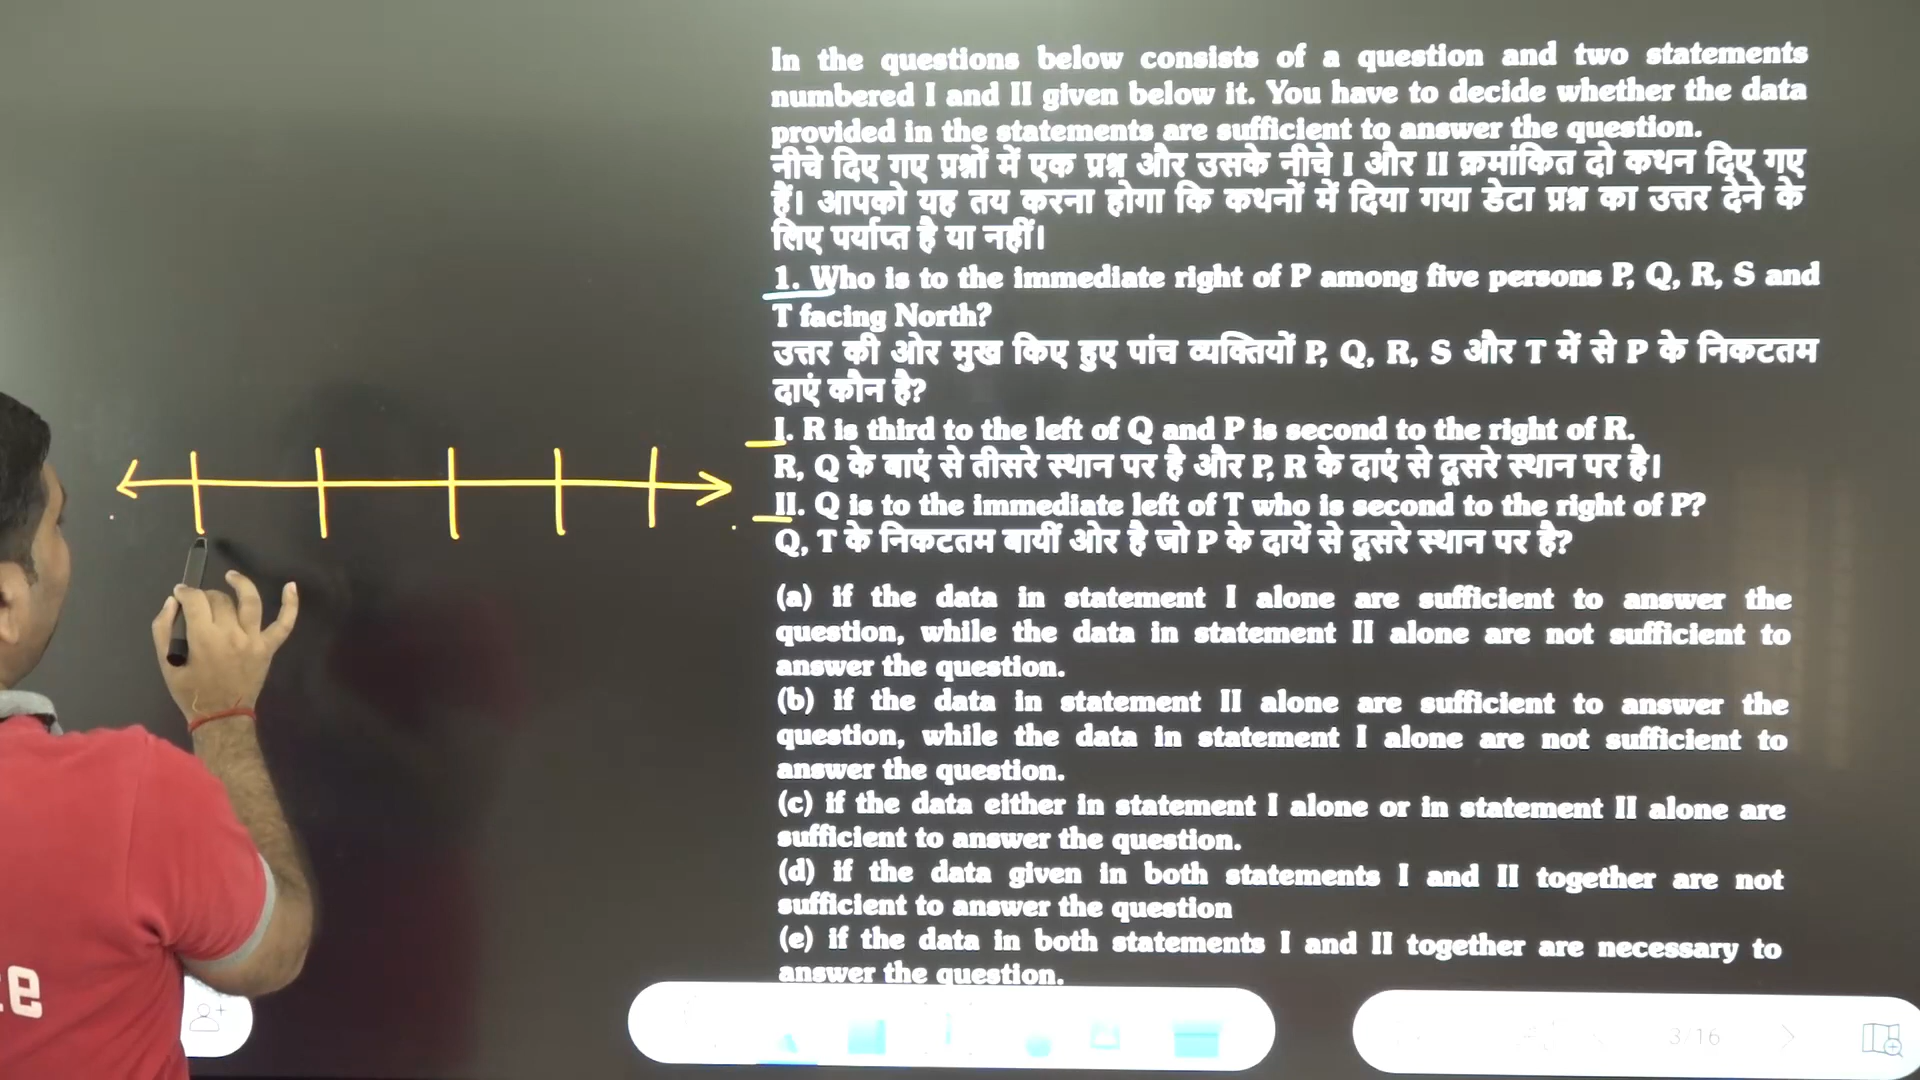 In the questions below consists of a question and two statements
numbered I and II given below it. You have to decide whether the data
provided in the statements are sufficient to answer the question.
नीचे दिए गए प्रश्नों में एक प्रश्न और उसके नीचे I और II क्रमांकित दो कथन दिए गए
हैं। आपको यह तय करना होगा कि कथनों में दिया गया डेटा प्रश्न का उत्तर देने के
लिए पर्याप्त है या नहीं।
1. Who is to the immediate right of P among five persons P, Q, R, S and
T facing North?
उत्तर की ओर मुख किए हुए पांच व्यक्तियों P, Q, R, S और T में से P के निकटतम
दाएं कौन है?
I. R is third to the left of Q and P is second to the right of R.
R, Q के बाएं से तीसरे स्थान पर है और P, R के दाएं से दूसरे स्थान पर है।
II. Q is to the immediate left of T who is second to the right of P?
Q, T के निकटतम बायीं ओर है जो P के दायें से दूसरे स्थान पर है?
(a) if the data in statement I alone are sufficient to answer the
question, while the data in statement II alone are not sufficient to
answer the question.
(b) if the data in statement II alone are sufficient to answer the
question, while the data in statement I alone are not sufficient to
answer the question.
(c) if the data either in statement I alone or in statement II alone are
sufficient to answer the question.
(d) if the data given in both statements I and II together are not
sufficient to answer the question
(e) if the data in both statements I and II together are necessary to
answer the question.
3/16